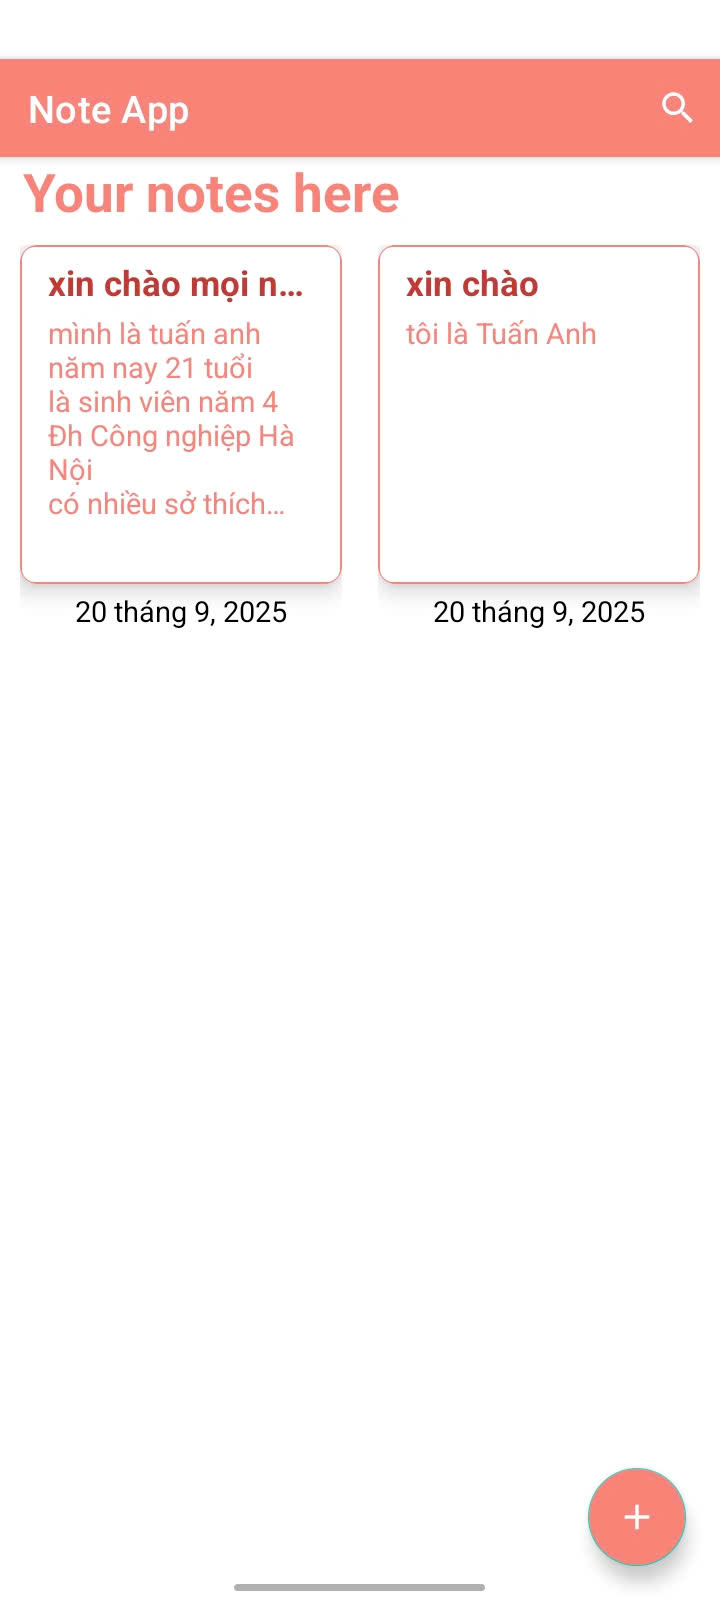 Note App
Your notes here
xin chào mọi n...
mình là tuấn anh
năm nay 21 tuổi
là sinh viên năm 4
Đh Công nghiệp Hà
Nội
có nhiều sở thích...
20 tháng 9, 2025
xin chào
tôi là Tuấn Anh
20 tháng 9, 2025